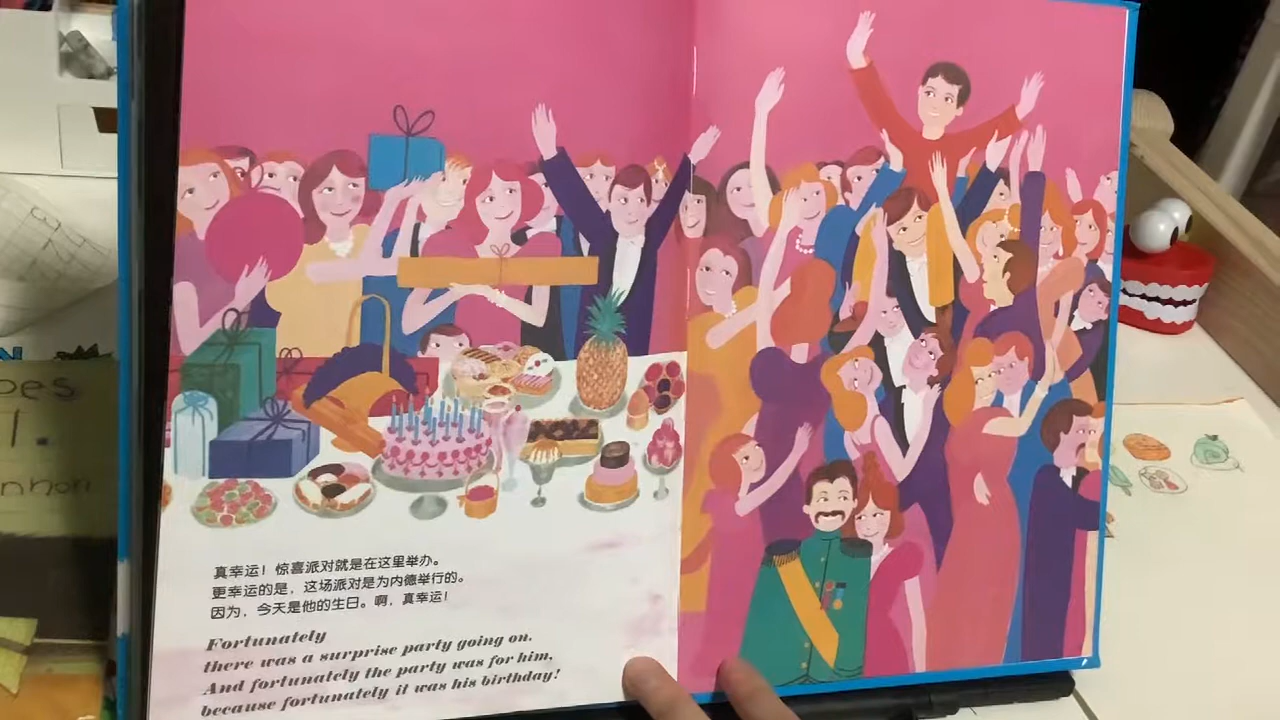 真幸运！惊喜派对就是在这里举办。
更幸运的是，这场派对是为内德举行的。
因为，今天是他的生日。啊，真幸运！
Fortunately
there was a surprise party going on.
And fortunately the party was for him,
because fortunately it was his birthday!